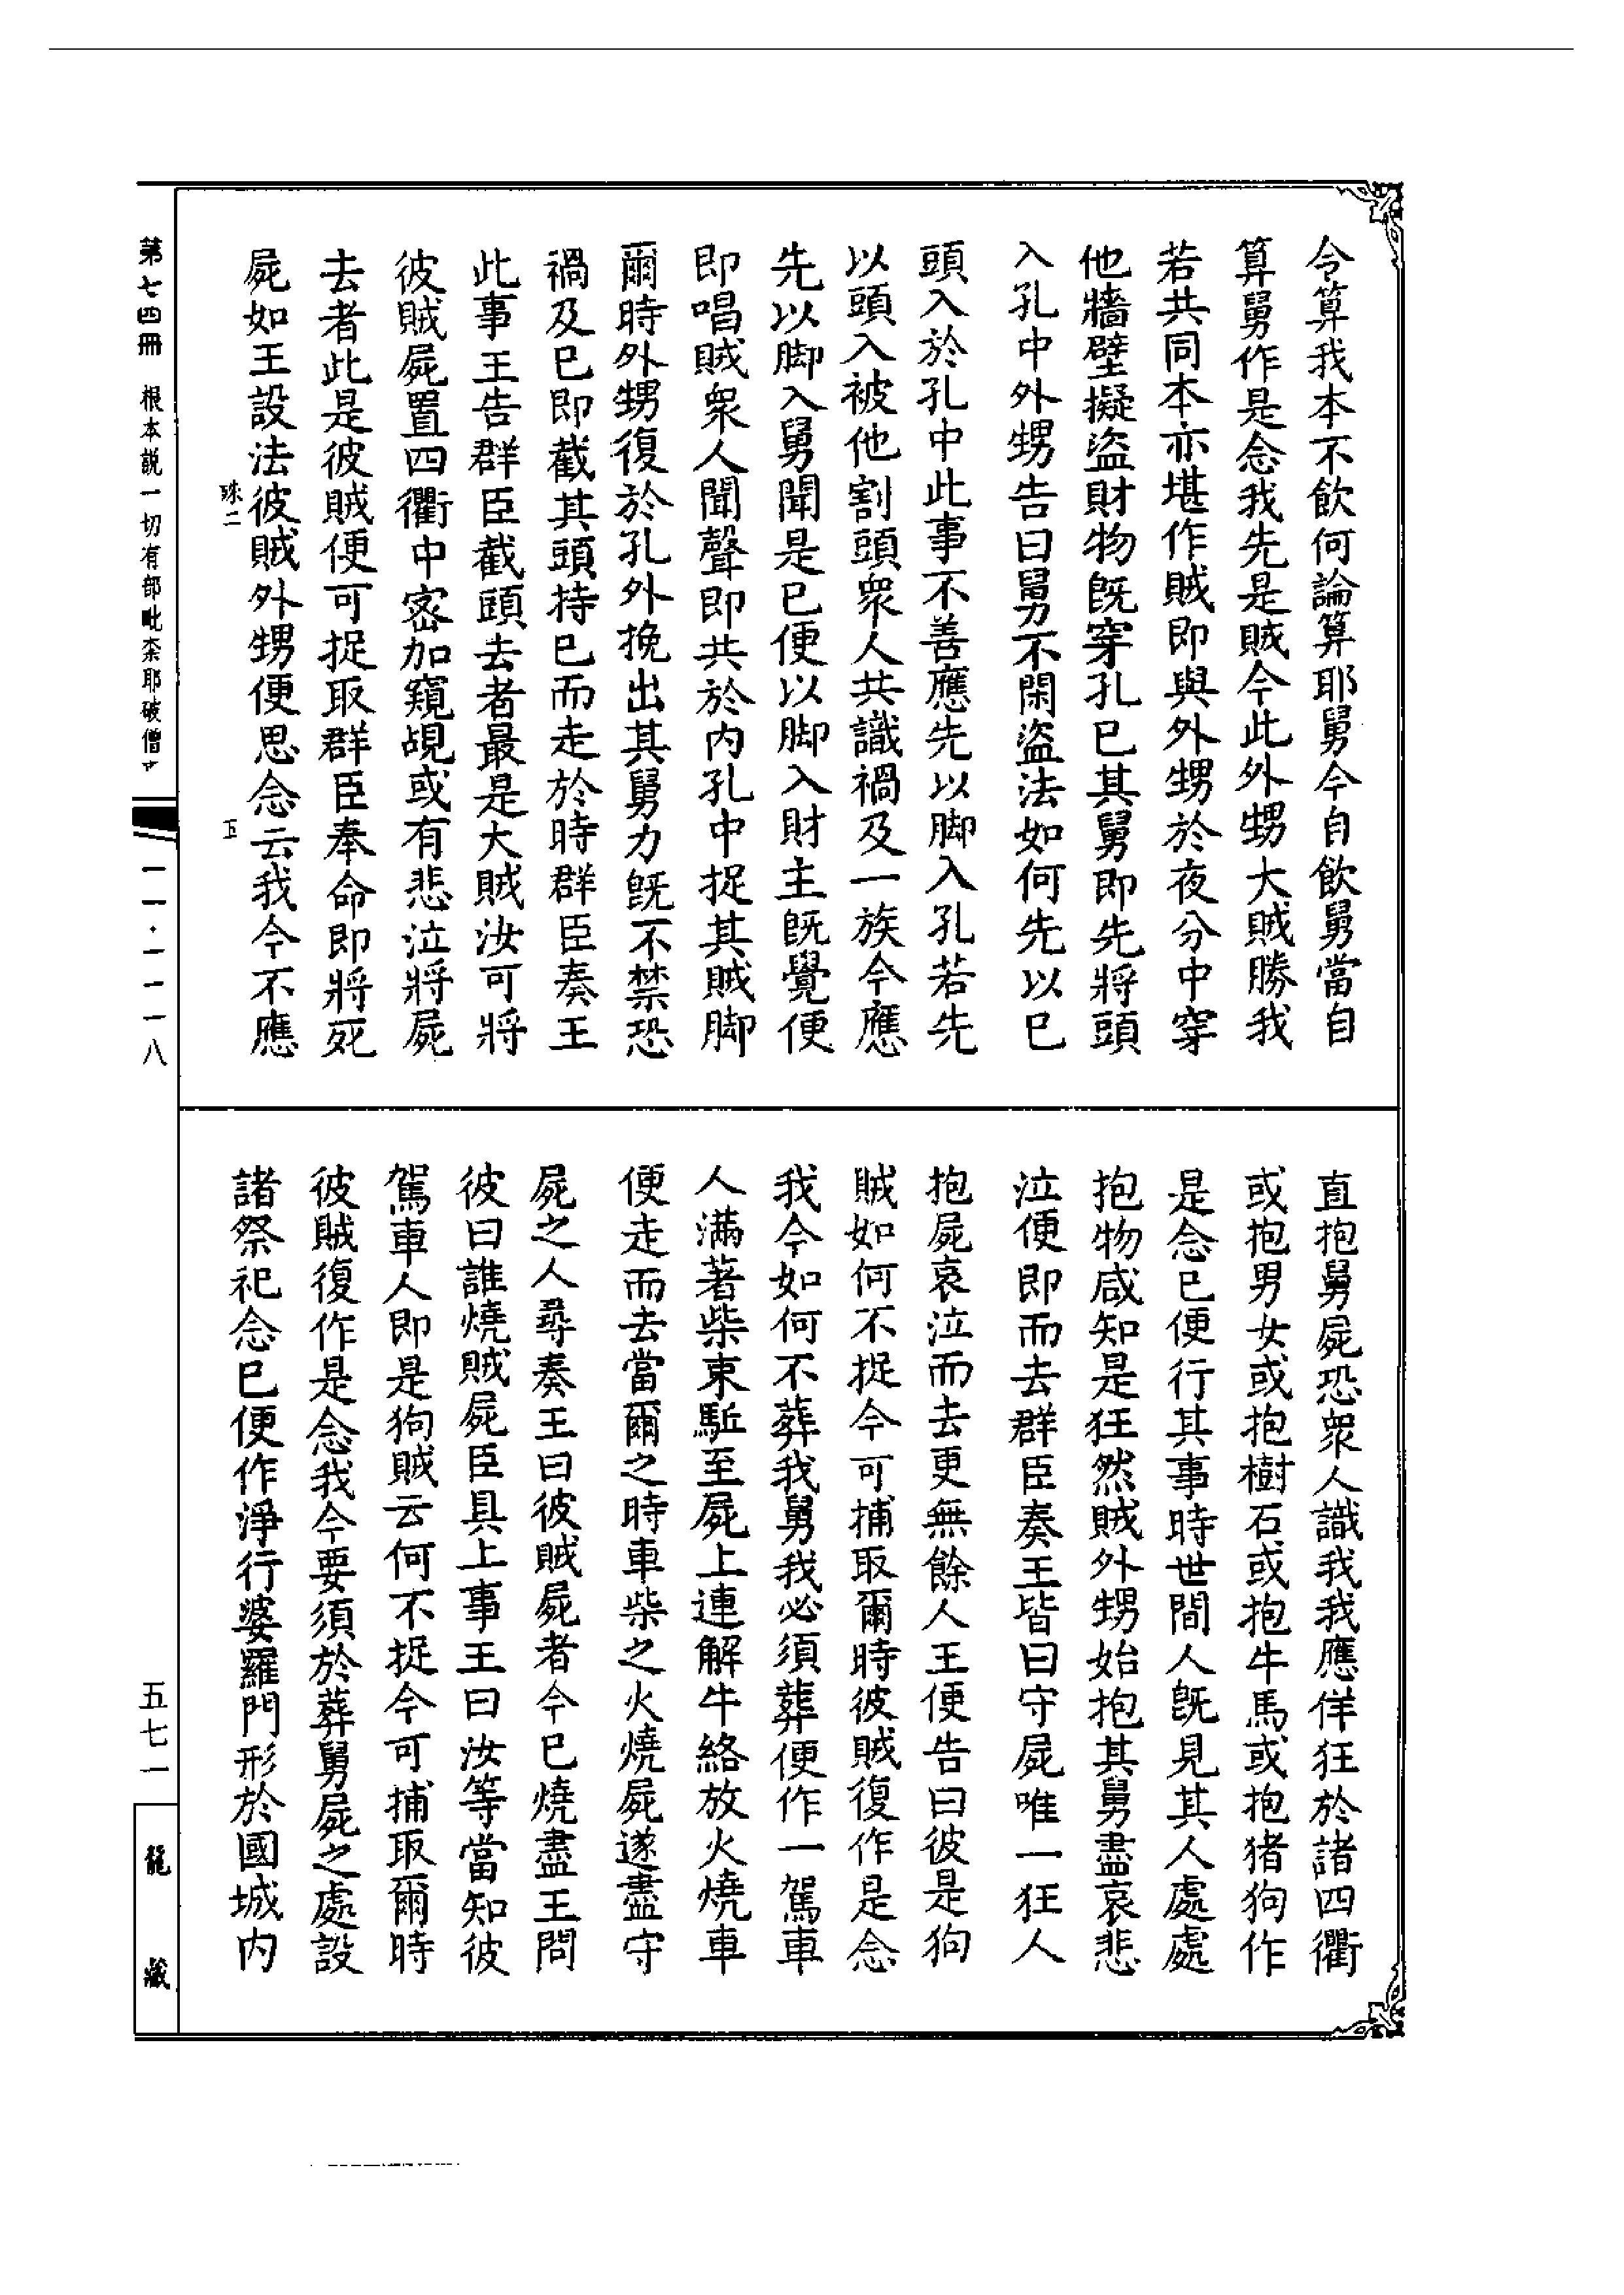 令算我本不飲何論算耶舅今自飲舅當自
算舅作是念我先是賊今此外甥大賊勝我
若共同本亦堪作賊即與外甥於夜分中穿
他牆壁擬盜財物既穿孔已其舅即先將頭
入孔中外甥告曰舅不閑盜法如何先以已
頭入於孔中此事不善應先以脚入孔若先
以頭入被他割頭衆人共識禍及一族今應
先以脚入舅聞是已便以脚入財主既覺便
即唱賊衆人聞聲即共於內孔中捉其賊脚
爾時外甥復於孔外挽出其舅力既不禁恐
禍及已即截其頭持已而走於時群臣奏王
此事王告群臣截頭去者最是大賊汝可將
彼賊屍置四衢中密加窺覘或有悲泣將屍
去者此是彼賊便可捉取群臣奉命即將死
屍如王設法彼賊外甥便思念云我今不應
直抱舅屍恐衆人識我我應佯狂於諸四衢
或抱男女或抱樹石或抱牛馬或抱猪狗作
是念已便行其事時世間人既見其人處處
抱物咸知是狂然賊外甥始抱其舅盡哀悲
泣便即而去群臣奏王皆曰守屍唯一狂人
抱屍哀泣而去更無餘人王便告曰彼是狗
賊如何不捉今可捕取爾時彼賊復作是念
我今如何不葬我舅我必須葬便作一駕車
人滿著柴束駈至屍上連解牛絡放火燒車
便走而去當爾之時車柴之火燒屍遂盡守
屍之人尋奏王曰彼賊屍者今已燒盡王問
彼曰誰燒賊屍臣具上事王曰汝等當知彼
駕車人即是狗賊云何不捉今可捕取爾時
彼賊復作是念我今要須於葬舅屍之處設
諸祭祀念已便作淨行婆羅門形於國城內
第七四冊 根本説一切有部毗柰耶破僧
一一一·一一一八
五七一
龍藏